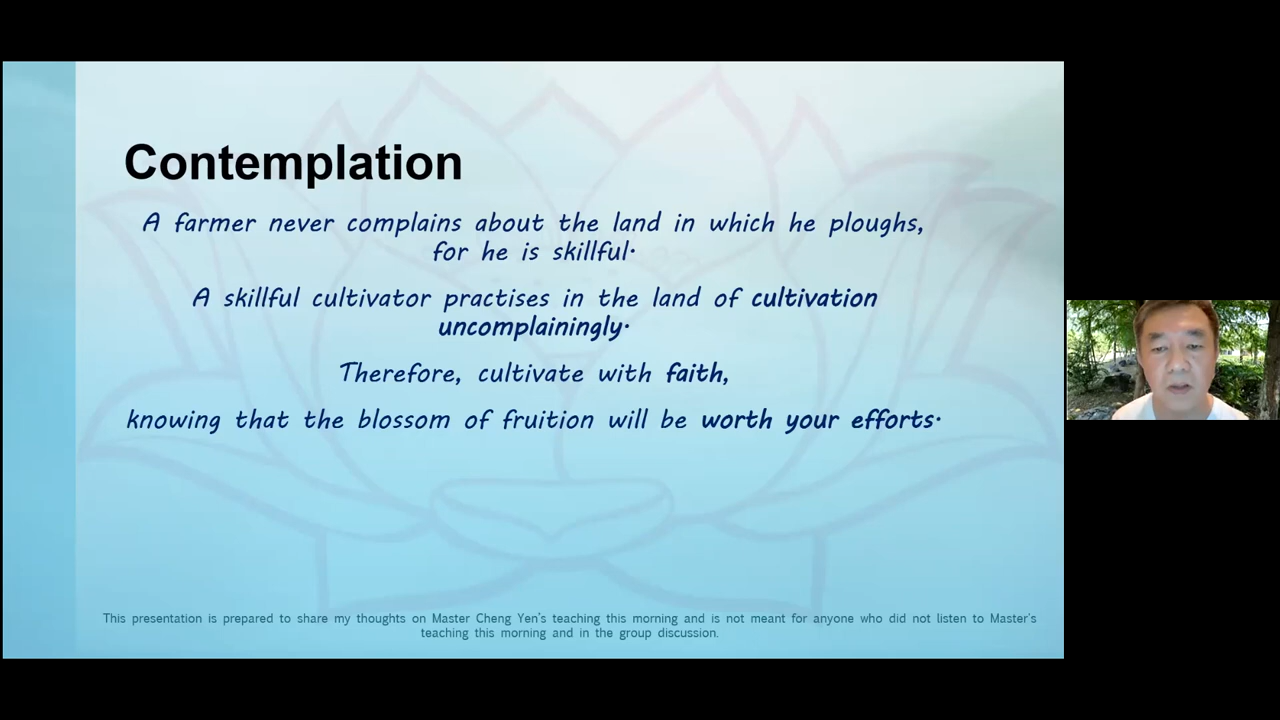 Contemplation
A farmer never complains about the land in which he ploughs,
for he is skillful.
A skillful cultivator practises in the land of cultivation
uncomplainingly.
Therefore, cultivate with faith,
knowing that the blossom of fruition will be worth your efforts.
This presentation is prepared to share my thoughts on Master Cheng Yen's teaching this morning and is not meant for anyone who did not listen to Master's
teaching this morning and in the group discussion.